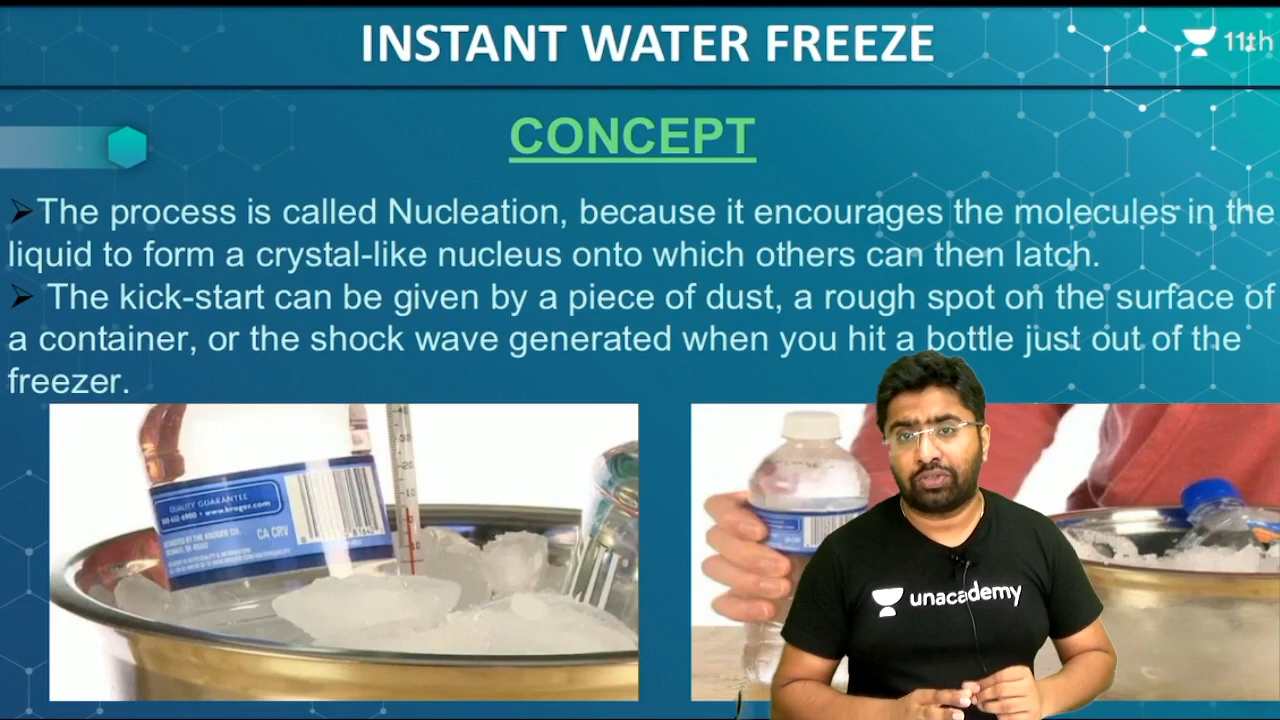 INSTANT WATER FREEZE
11th
CONCEPT
➢The process is called Nucleation, because it encourages the molecules in the
liquid to form a crystal-like nucleus onto which others can then latch.
➢ The kick-start can be given by a piece of dust, a rough spot on the surface of
a container, or the shock wave generated when you hit a bottle just out of the
freezer.
QUALITY GUARANTEE
www.kroger.com
CA CRV
unacademy